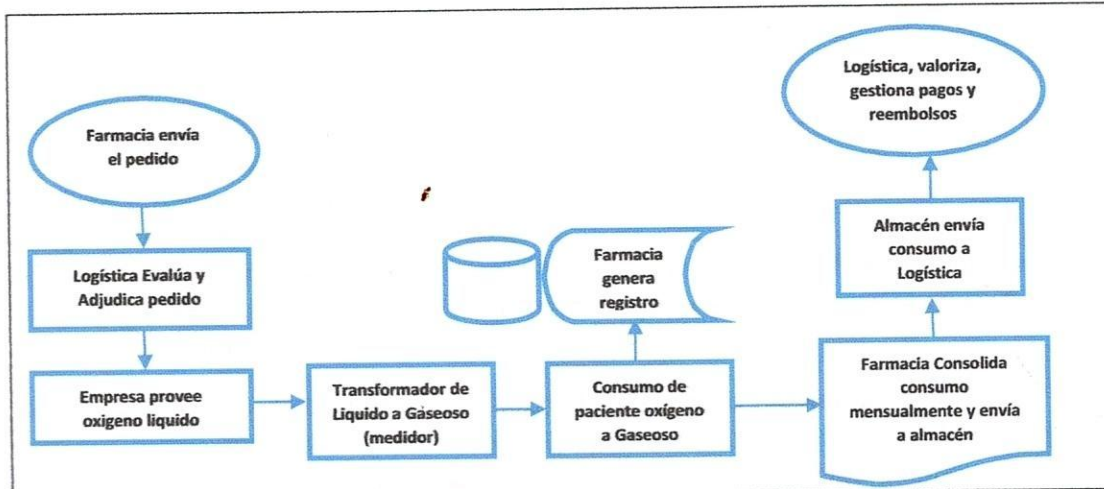 Farmacia envía
el pedido
Logística Evalúa y
Adjudica pedido
Empresa provee
oxigeno liquido
Transformador de
Liquido a Gaseoso
(medidor)
Consumo de
paciente oxígeno
a Gaseoso
Farmacia
genera
registro
Farmacia Consolida
consumo
mensualmente y envía
a almacén
Almacén envía
consumo a
Logística
Logística, valoriza,
gestiona pagos y
reembolsos